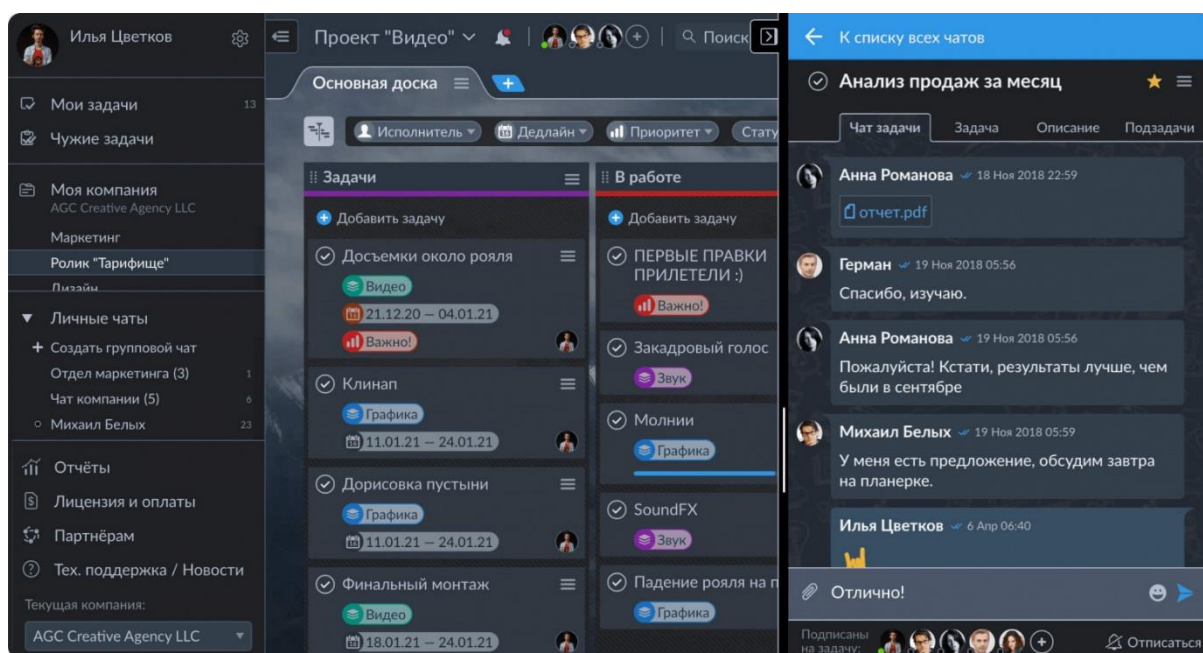 Илья Цветков
Мои задачи 13
Чужие задачи
Моя компания
AGC Creative Agency LLC
Маркетинг
Ролик "Тарифище"
Дизайн
Личные чаты
Создать групповой чат
Отдел маркетинга (3) 1
Чат компании (5) 6
Михаил Белых 23
Отчёты
Лицензия и оплаты
Партнёрам
Тех. поддержка / Новости
Текущая компания:
AGC Creative Agency LLC
Проект "Видео"
Поиск
Основная доска
Исполнитель
Дедлайн
Приоритет
Стату
Задачи
Добавить задачу
Досъемки около рояля
Видео
21.12.20 — 04.01.21
Важно!
Клинап
Графика
11.01.21 — 24.01.21
Дорисовка пустыни
Графика
11.01.21 — 24.01.21
Финальный монтаж
Видео
18.01.21 — 24.01.21
В работе
Добавить задачу
ПЕРВЫЕ ПРАВКИ
ПРИЛЕТЕЛИ :)
Важно!
Закадровый голос
Звук
Молнии
Графика
SoundFX
Звук
Падение рояля на п
Графика
К списку всех чатов
Анализ продаж за месяц
Чат задачи Задача Описание Подзадачи
Анна Романова 18 Ноя 2018 22:59
отчет.pdf
Герман 19 Ноя 2018 05:56
Спасибо, изучаю.
Анна Романова 19 Ноя 2018 05:56
Пожалуйста! Кстати, результаты лучше, чем
были в сентябре
Михаил Белых 19 Ноя 2018 05:59
У меня есть предложение, обсудим завтра
на планерке.
Илья Цветков 6 Апр 06:40
Отлично!
Подписаны
на задачу:
Отписаться